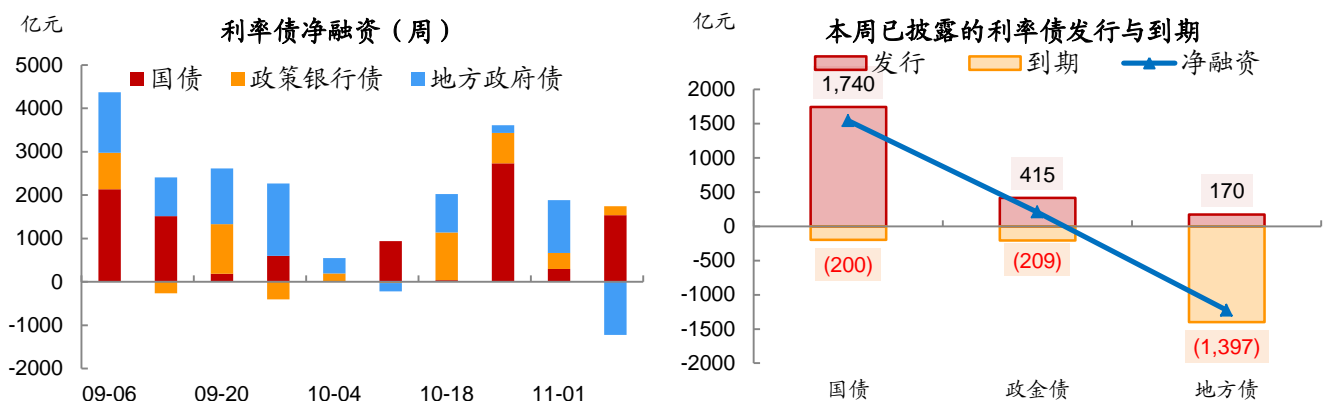 亿元
利率债净融资（周）
国债 政策银行债 地方政府债
5000
4000
3000
2000
1000
0
-1000
-2000
09-06 09-20 10-04 10-18 11-01
亿元
本周已披露的利率债发行与到期
发行 到期 净融资
2000
1500
1000
500
0
-500
-1000
-1500
-2000
1,740
415
170
(200)
(209)
(1,397)
国债 政金债 地方债